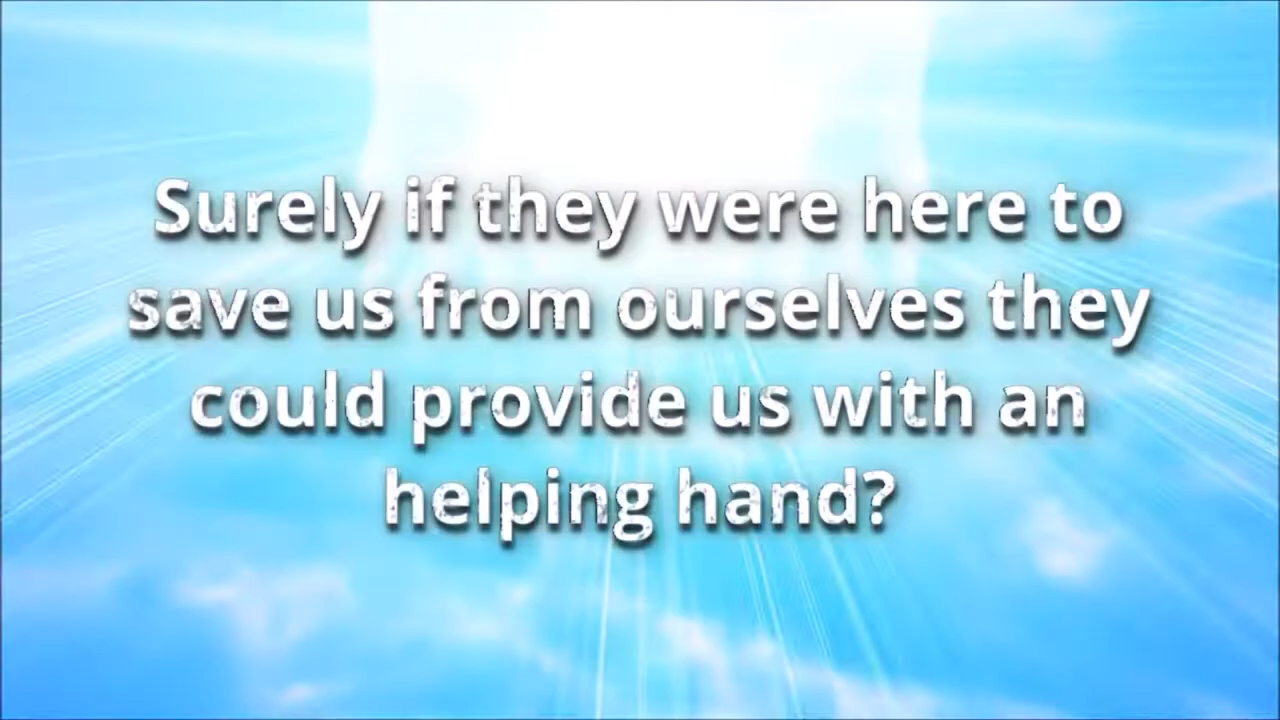 Surely if they were here to
save us from ourselves they
could provide us with an
helping hand?